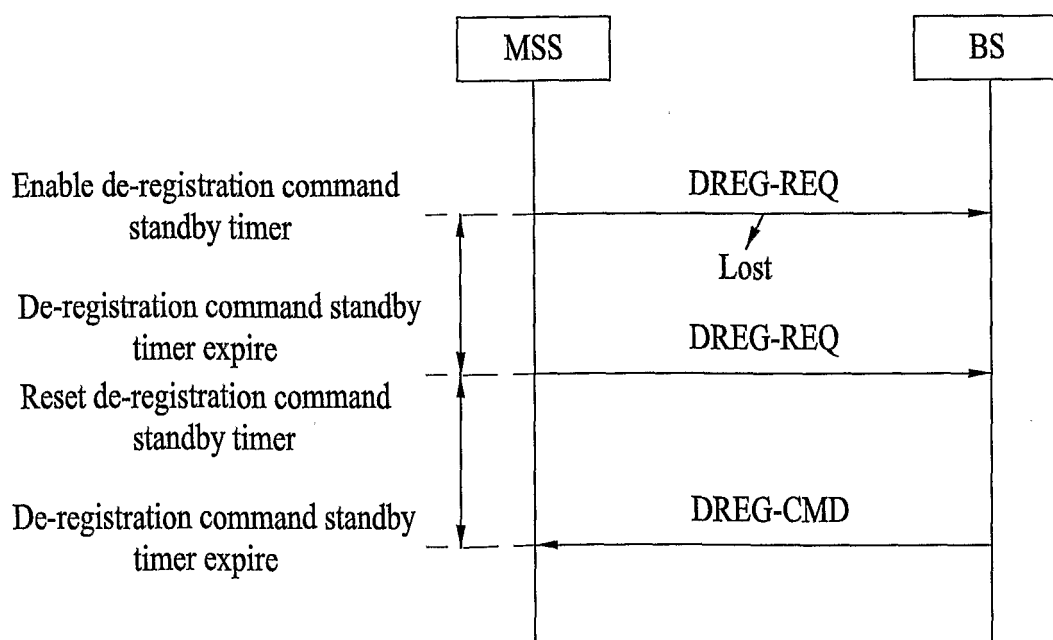 MSS
BS
Enable de-registration command
standby timer
DREG-REQ
Lost
De-registration command standby
timer expire
DREG-REQ
Reset de-registration command
standby timer
De-registration command standby
timer expire
DREG-CMD